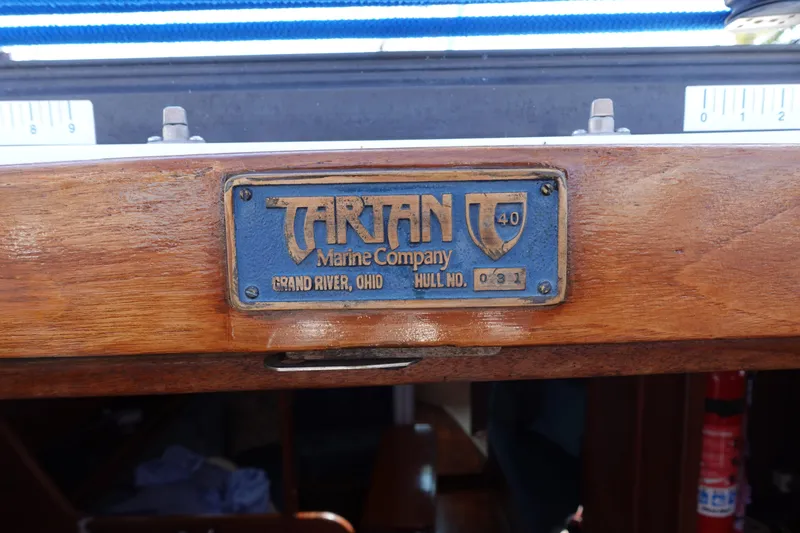 8 9
0 1 2
TARTAN T 40
Marine Company
GRAND RIVER, OHIO HULL NO. 031